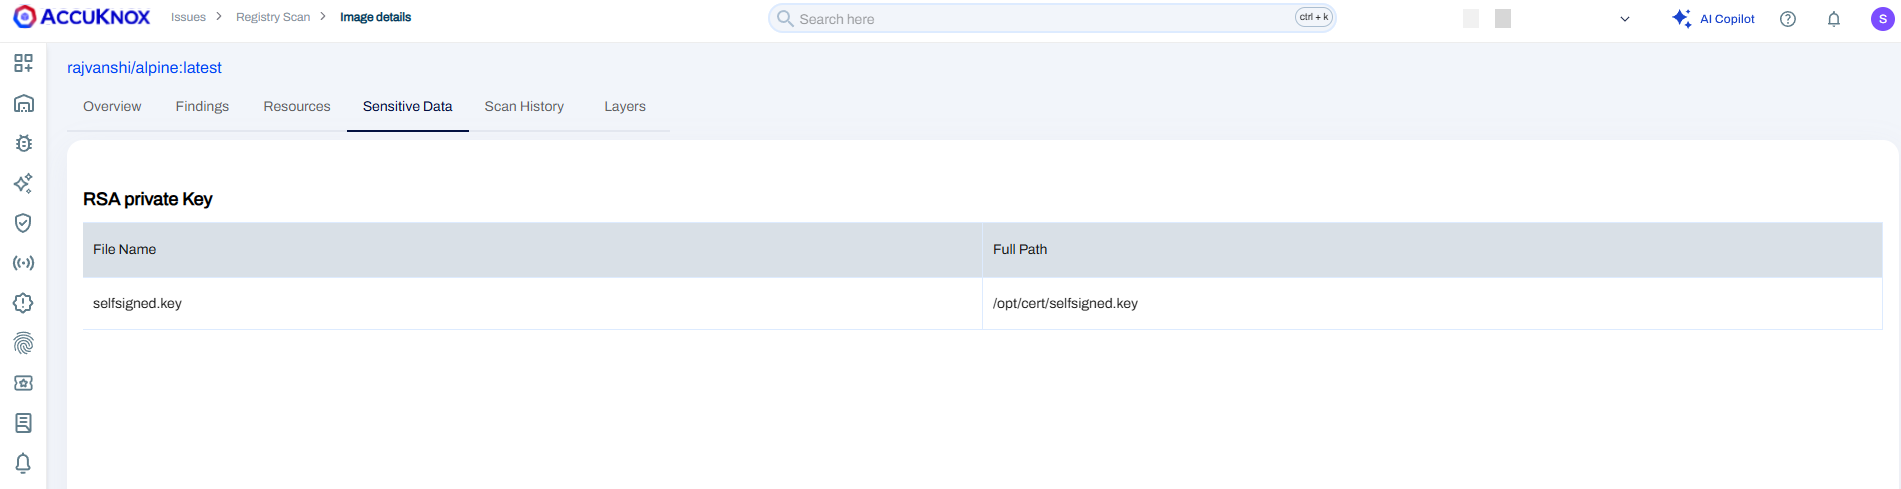 ACCUKNOX Issues > Registry Scan > Image details Search here ctrl + k AI Copilot S
rajvanshi/alpine:latest
Overview Findings Resources Sensitive Data Scan History Layers
RSA private Key
File Name Full Path
selfsigned.key /opt/cert/selfsigned.key